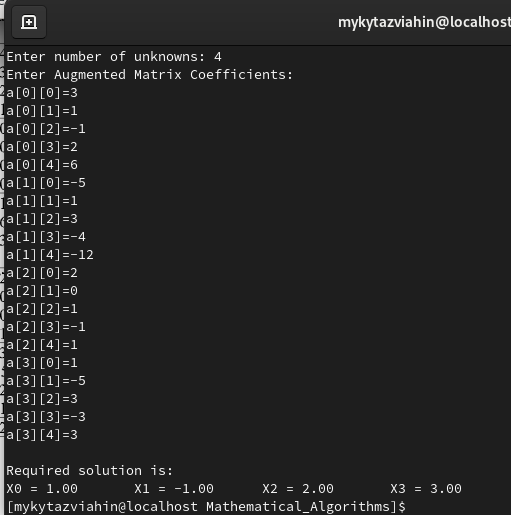 mykytazviahin@localhost
Enter number of unknowns: 4
Enter Augmented Matrix Coefficients:
a[0][0]=3
a[0][1]=1
a[0][2]=-1
a[0][3]=2
a[0][4]=6
a[1][0]=-5
a[1][1]=1
a[1][2]=3
a[1][3]=-4
a[1][4]=-12
a[2][0]=2
a[2][1]=0
a[2][2]=1
a[2][3]=-1
a[2][4]=1
a[3][0]=1
a[3][1]=-5
a[3][2]=3
a[3][3]=-3
a[3][4]=3
Required solution is:
X0 = 1.00 X1 = -1.00 X2 = 2.00 X3 = 3.00
[mykytazviahin@localhost Mathematical_Algorithms]$